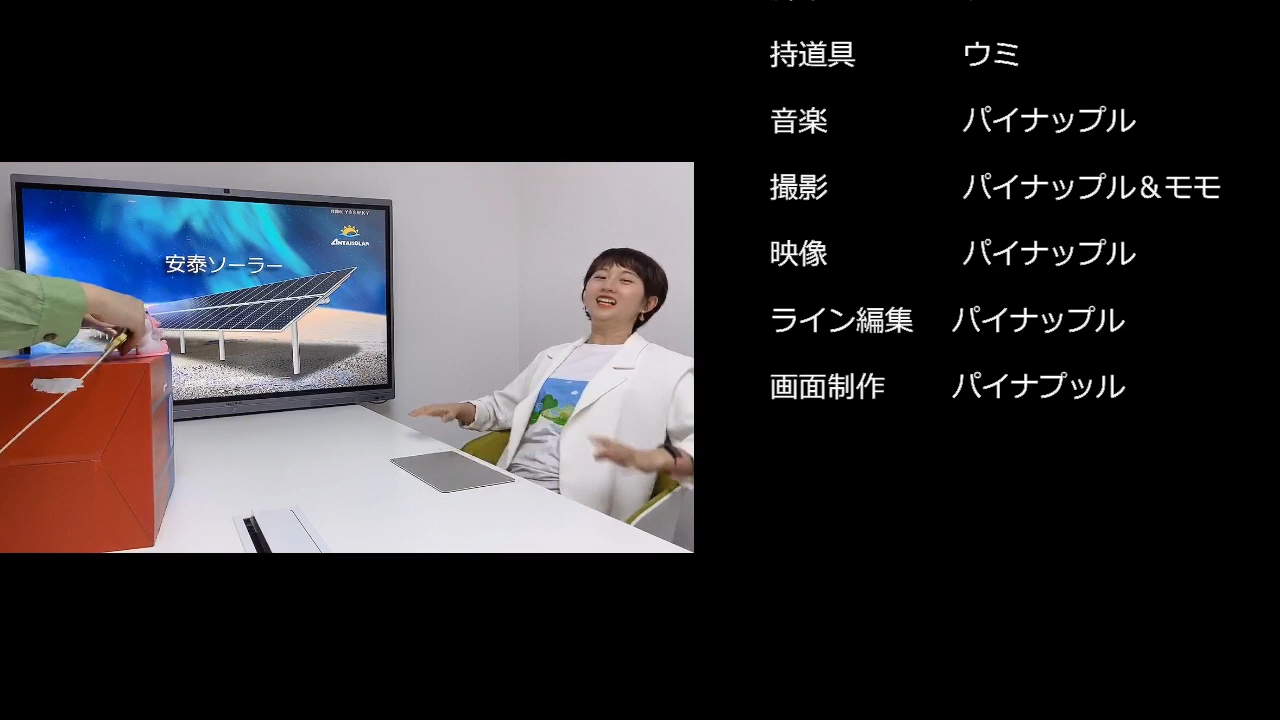 持道具 ウミ
音楽 パイナップル
撮影 パイナップル＆モモ
映像 パイナップル
ライン編集 パイナップル
画面制作 パイナプッル
ANTAISOLAR
安泰ソーラー